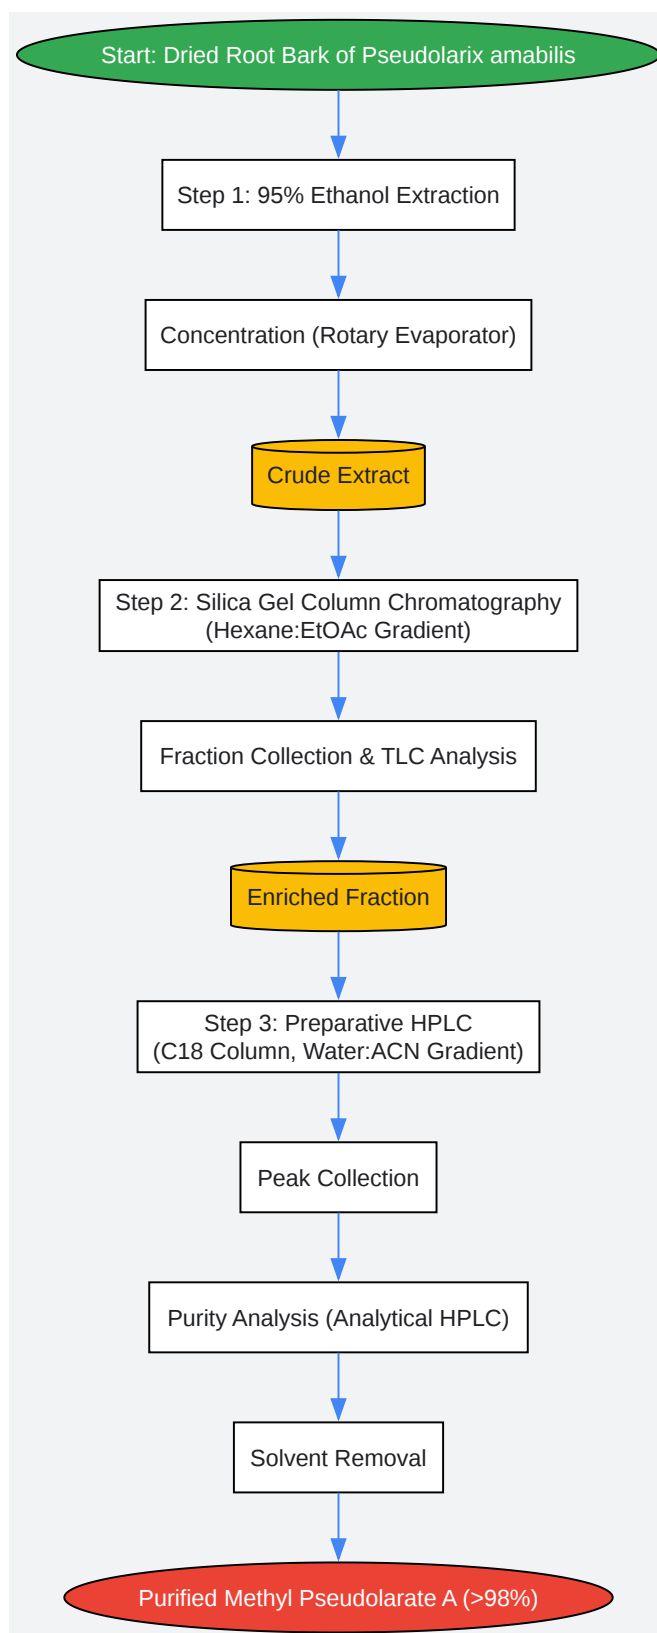 Start: Dried Root Bark of Pseudolarix amabilis
Step 1: 95% Ethanol Extraction
Concentration (Rotary Evaporator)
Crude Extract
Step 2: Silica Gel Column Chromatography
(Hexane:EtOAc Gradient)
Fraction Collection & TLC Analysis
Enriched Fraction
Step 3: Preparative HPLC
(C18 Column, Water:ACN Gradient)
Peak Collection
Purity Analysis (Analytical HPLC)
Solvent Removal
Purified Methyl Pseudolarate A (>98%)